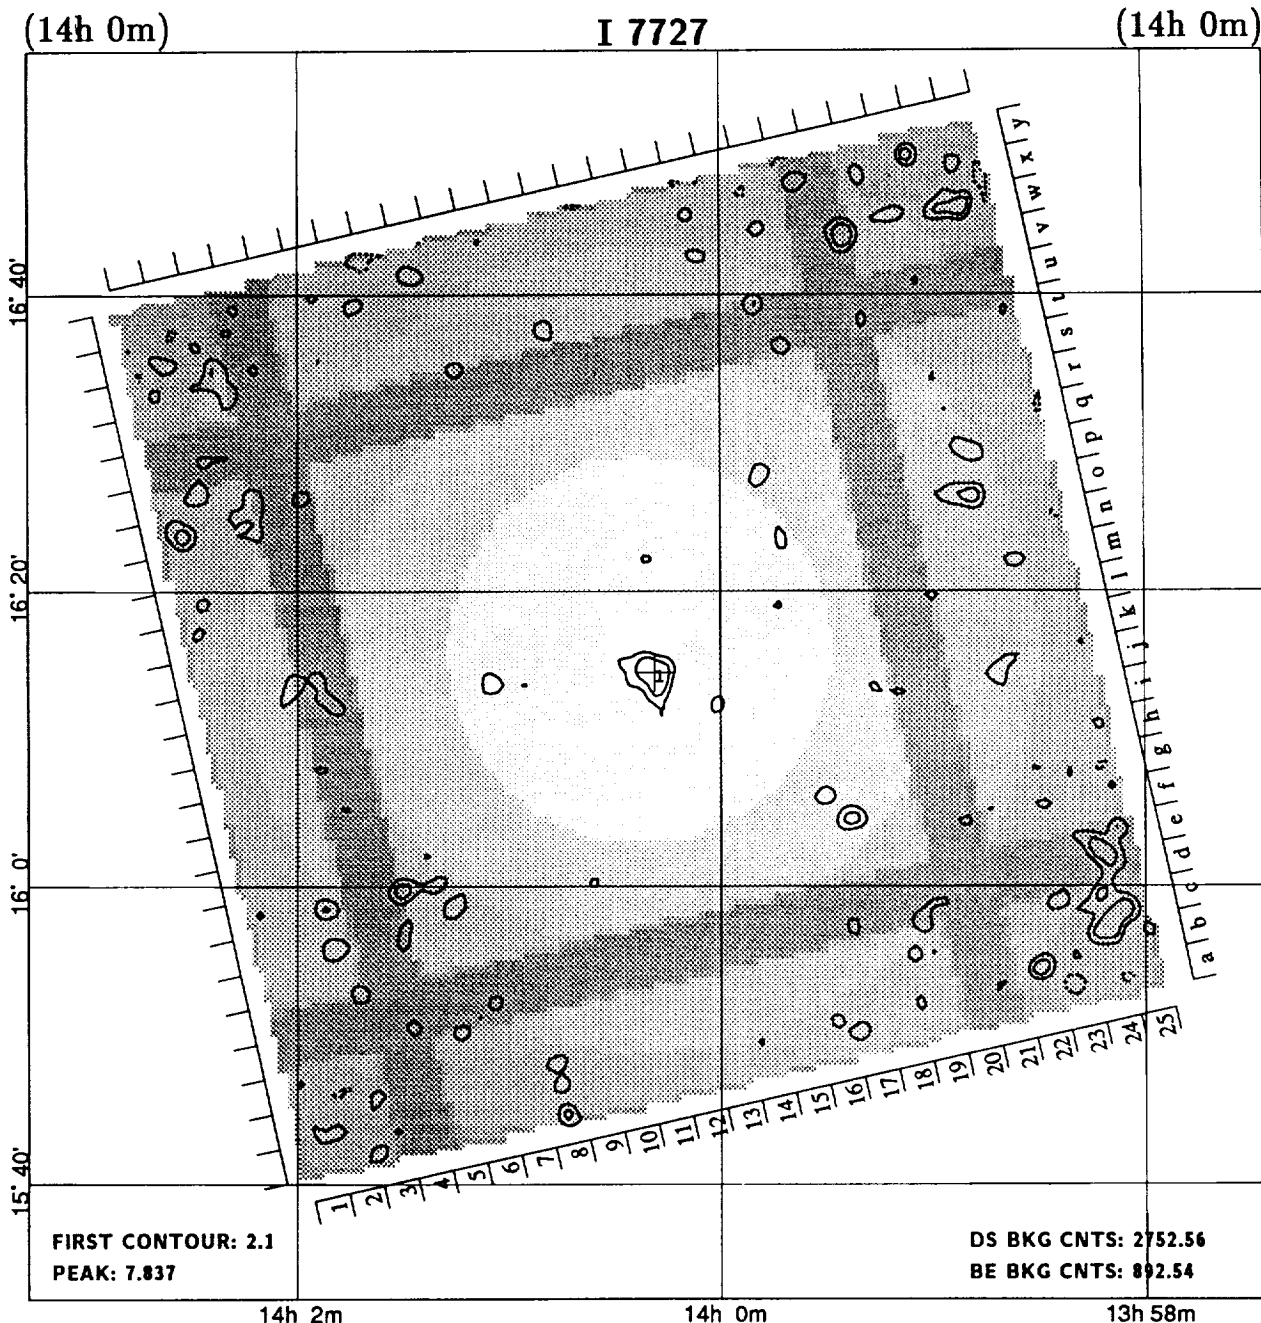 (14h 0m) I 7727 (14h 0m)
16° 40'
16° 20'
16° 0'
15° 40'
a b c d e f g h i j k l m n o p q r s t u v w x y
1
1 2 3 4 5 6 7 8 9 10 11 12 13 14 15 16 17 18 19 20 21 22 23 24 25
FIRST CONTOUR: 2.1
PEAK: 7.837
DS BKG CNTS: 2752.56
BE BKG CNTS: 892.54
14h 2m 14h 0m 13h 58m